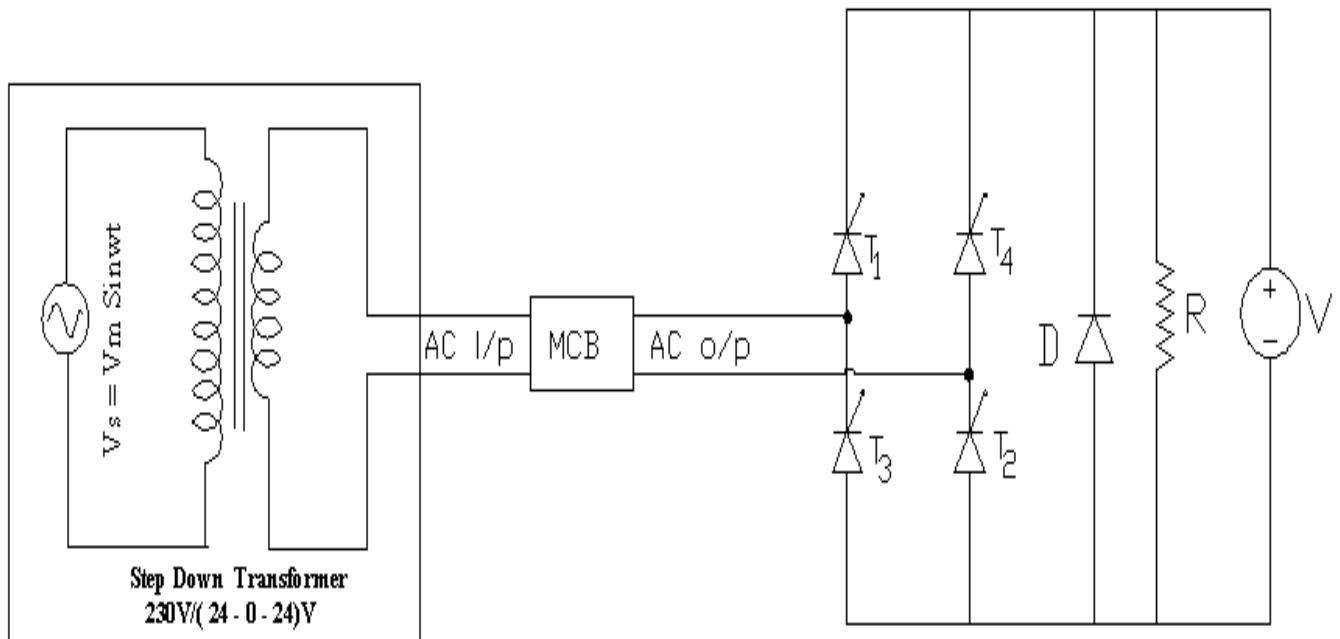 Vs = Vm Sinwt
Step Down Transformer
230V/( 24 - 0 - 24)V
AC I/p
MCB
AC o/p
T1
T4
T3
T2
D
R
+
−
V